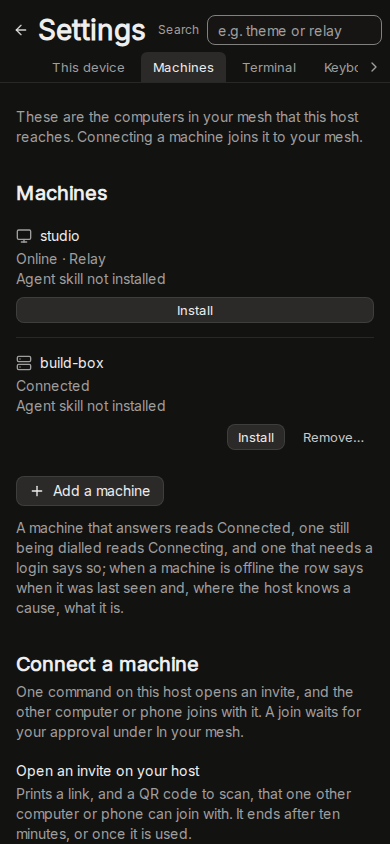 Settings
Search
e.g. theme or relay
This device
Machines
Terminal
Keybo
These are the computers in your mesh that this host
reaches. Connecting a machine joins it to your mesh.
Machines
studio
Online · Relay
Agent skill not installed
Install
build-box
Connected
Agent skill not installed
Install
Remove...
Add a machine
A machine that answers reads Connected, one still
being dialled reads Connecting, and one that needs a
login says so; when a machine is offline the row says
when it was last seen and, where the host knows a
cause, what it is.
Connect a machine
One command on this host opens an invite, and the
other computer or phone joins with it. A join waits for
your approval under In your mesh.
Open an invite on your host
Prints a link, and a QR code to scan, that one other
computer or phone can join with. It ends after ten
minutes, or once it is used.